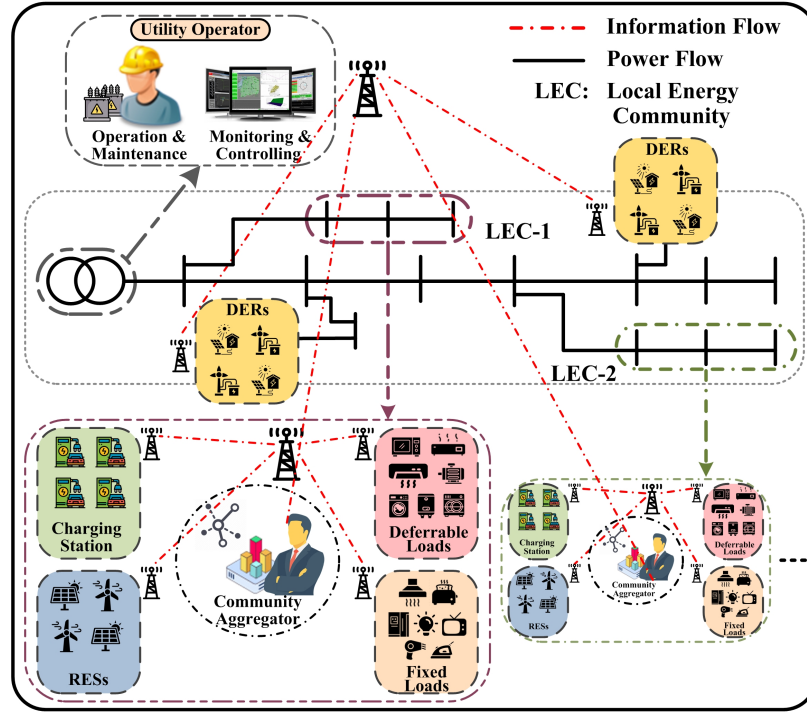 Utility Operator
Operation &
Maintenance
Monitoring &
Controlling
Information Flow
Power Flow
LEC: Local Energy
Community
DERs
LEC-1
DERs
LEC-2
Charging
Station
Deferrable
Loads
Community
Aggregator
RESs
Fixed
Loads
Charging
Station
Deferrable
Loads
Community
Aggregator
RESs
Fixed
Loads